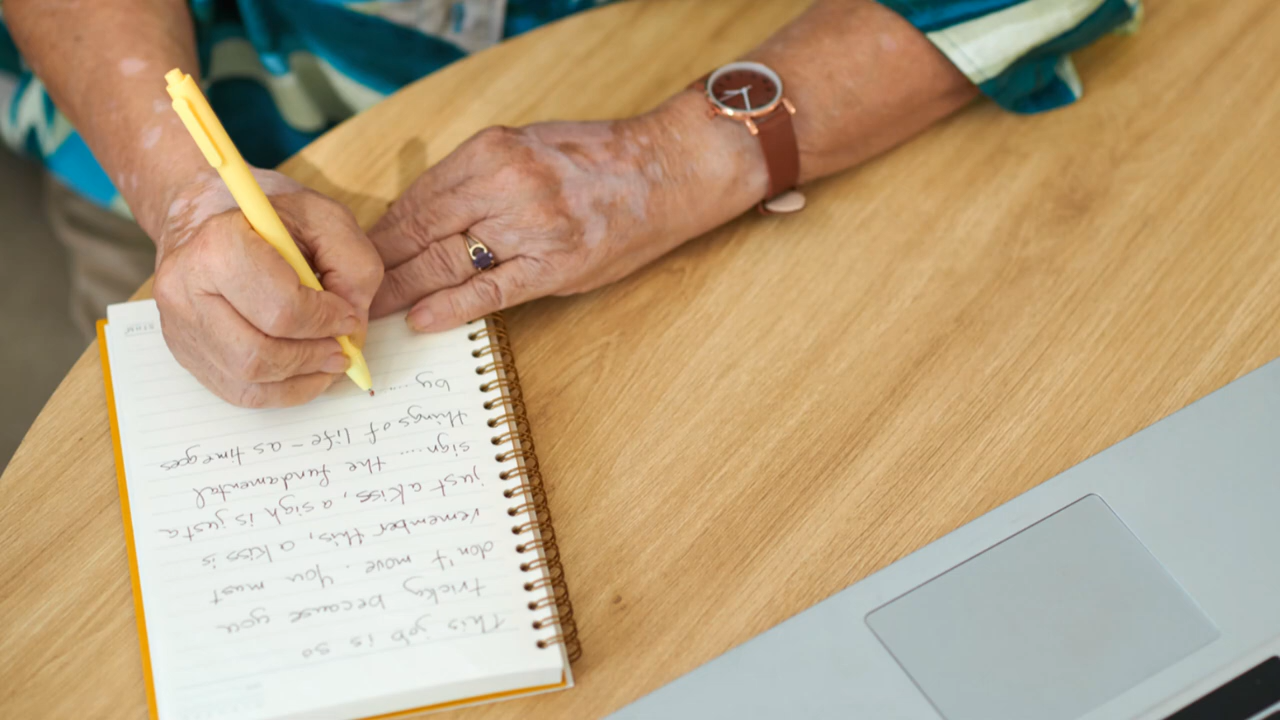 This job is so
tricky because you
don't move. You must
remember this, a kiss is
just a kiss, a sigh is just a
sign.... the fundamental
things of life - as time goes
by.....